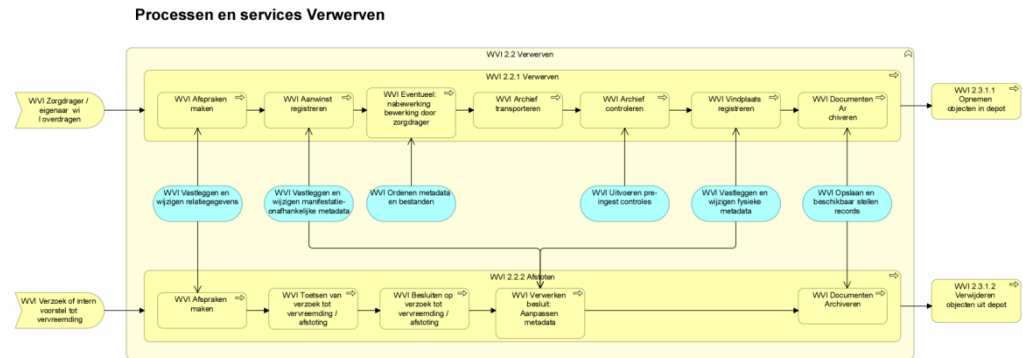 Processen en services Verwerven
WVI 2.2 Verwerven
WVI 2.2.1 Verwerven
WVI Zorgdrager /
eigenaar wi
l overdragen
WVI Afspraken
maken
WVI Aanwinst
registreren
WVI Eventueel:
nabewerking
bewerking door
zorgdrager
WVI Archief
transporteren
WVI Archief
controleren
WVI Vindplaats
registreren
WVI Documenten
Ar
chiveren
WVI 2.3.1.1
Opnemen
objecten in depot
WVI Vastleggen en
wijzigen relatiegegevens
WVI Vastleggen en
wijzigen manifestatie-
onafhankelijke metadata
WVI Ordenen metadata
en bestanden
WVI Uitvoeren pre-
ingest controles
WVI Vastleggen en
wijzigen fysieke
metadata
WVI Opslaan en
beschikbaar stellen
records
WVI 2.2.2 Afstoten
WVI Verzoek of intern
voorstel tot
vervreemding
WVI Afspraken
maken
WVI Toetsen van
verzoek tot
vervreemding /
afstoting
WVI Besluiten op
verzoek tot
vervreemding /
afstoting
WVI Verwerken
besluit:
Aanpassen
metadata
WVI Documenten
Archiveren
WVI 2.3.1.2
Verwijderen
objecten uit depot